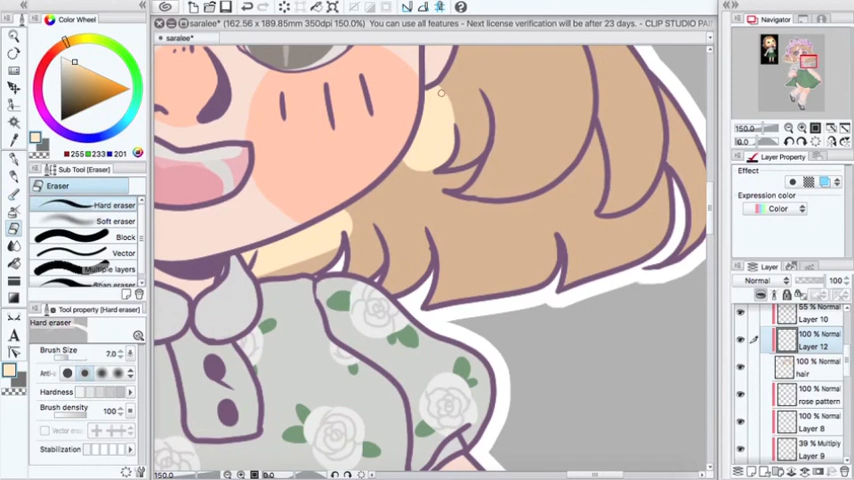 saralee* (162.56 x 189.85mm 350dpi 150.0%) You can use all features - Next license verification will be after 23 days. - CLIP STUDIO PAI
Color Wheel
saralee*
Navigator
255 233 201
150.0
0.0
Sub Tool [Eraser]
Eraser
Hard eraser
Soft eraser
Block
Vector
Multiple layers
Tool property [Hard eraser]
Hard eraser
Brush Size 7.0
Anti-a
Hardness
Brush density 100
Vector eraser
Stabilization
Layer Property
Effect
Expression color
Color
Layer
Normal 100
55 % Normal
Layer 10
100 % Normal
Layer 12
100 % Normal
hair
100 % Normal
rose pattern
100 % Normal
Layer 8
39 % Multiply
Layer 9
150.0 0.0